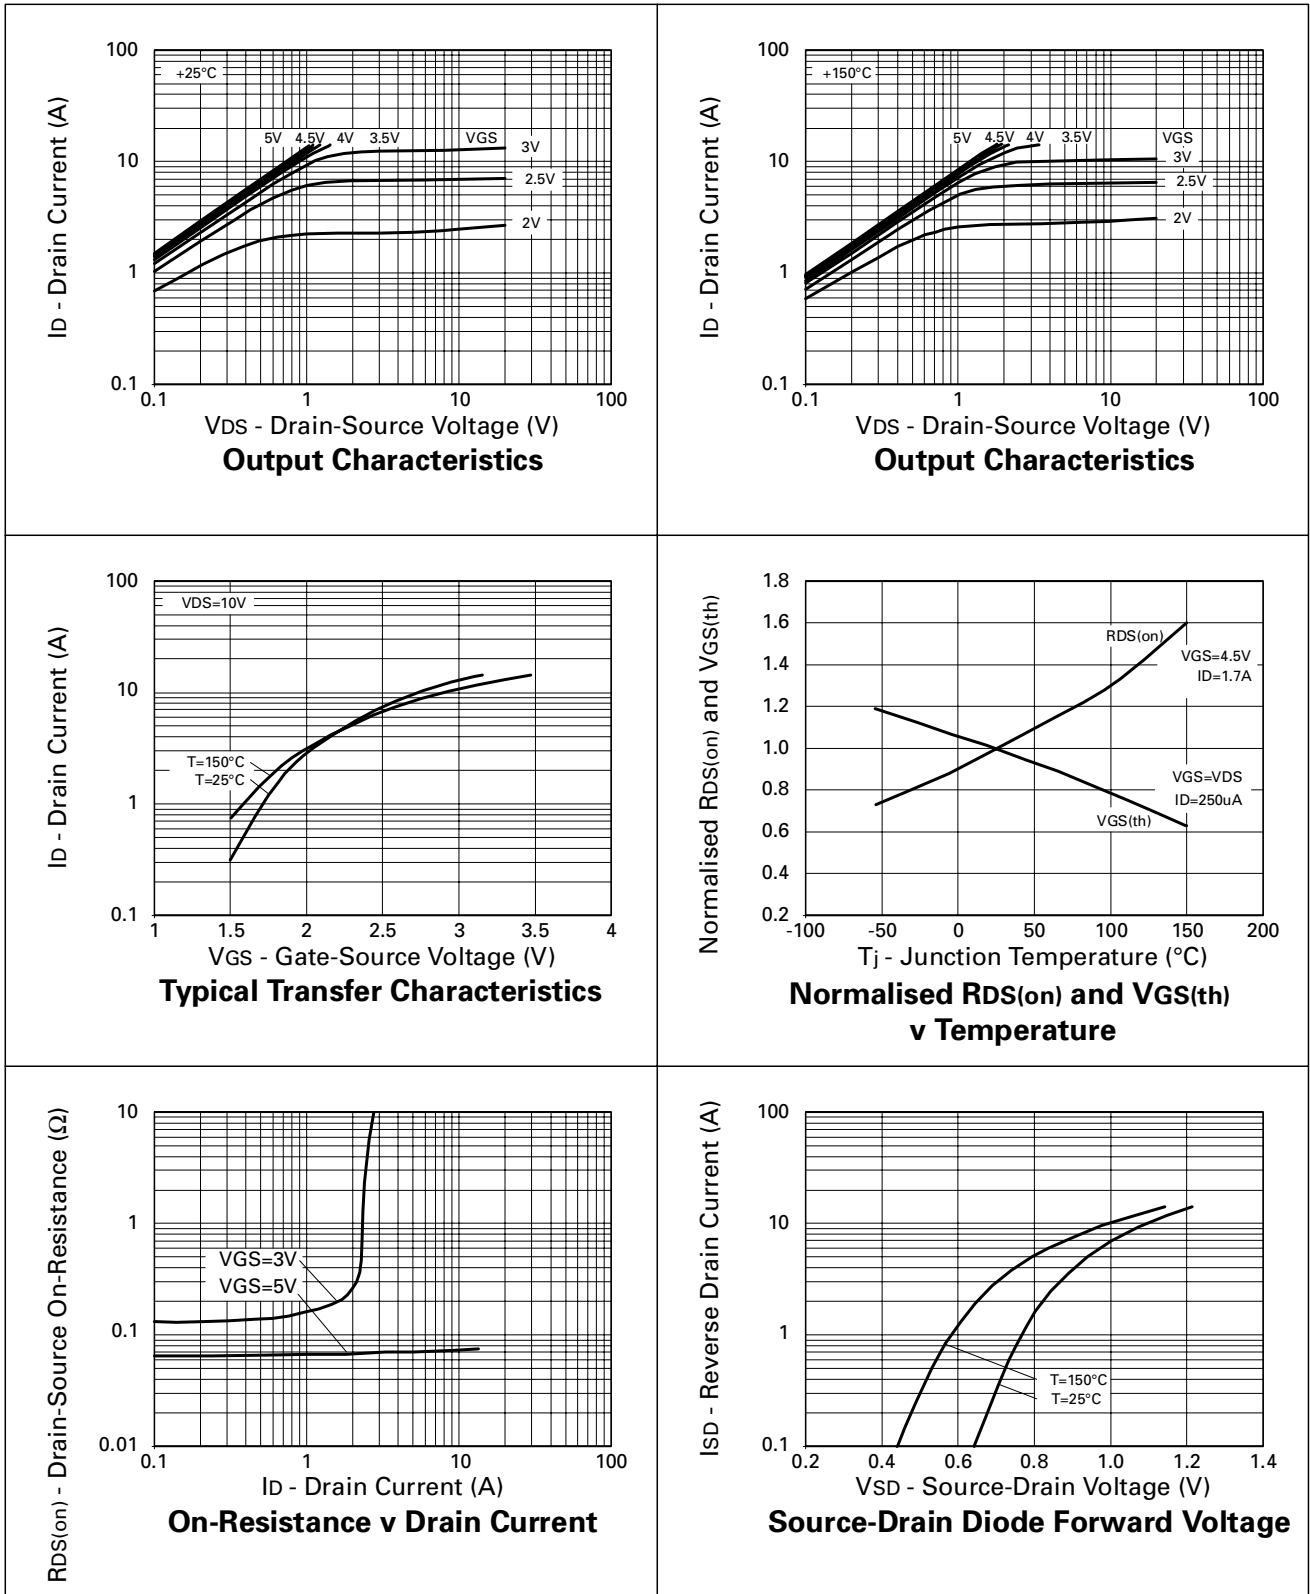 100
+25°C
ID - Drain Current (A)
5V 4.5V 4V 3.5V VGS
10
3V
2.5V
2V
1
0.1
0.1 1 10 100
VDS - Drain-Source Voltage (V)
Output Characteristics
100
+150°C
ID - Drain Current (A)
5V 4.5V 4V 3.5V VGS
10
3V
2.5V
2V
1
0.1
0.1 1 10 100
VDS - Drain-Source Voltage (V)
Output Characteristics
100
VDS=10V
ID - Drain Current (A)
10
T=150°C
T=25°C
1
0.1
1 1.5 2 2.5 3 3.5 4
VGS - Gate-Source Voltage (V)
Typical Transfer Characteristics
Normalised RDS(on) and VGS(th)
1.8
1.6
RDS(on)
VGS=4.5V
ID=1.7A
1.4
1.2
1.0
VGS=VDS
ID=250uA
0.8
VGS(th)
0.6
0.4
0.2
-100 -50 0 50 100 150 200
Tj - Junction Temperature (°C)
Normalised RDS(on) and VGS(th)
v Temperature
RDS(on) - Drain-Source On-Resistance (Ω)
10
1
VGS=3V
VGS=5V
0.1
0.01
0.1 1 10 100
ID - Drain Current (A)
On-Resistance v Drain Current
ISD - Reverse Drain Current (A)
100
10
1
T=150°C
T=25°C
0.1
0.2 0.4 0.6 0.8 1.0 1.2 1.4
VSD - Source-Drain Voltage (V)
Source-Drain Diode Forward Voltage